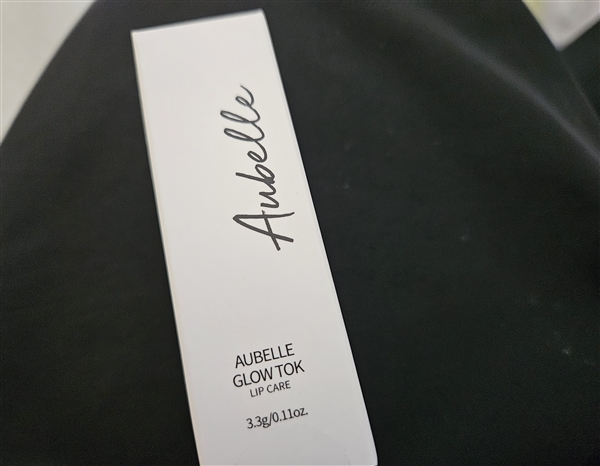 Aubelle
AUBELLE
GLOW TOK
LIP CARE
3.3g/0.11oz.